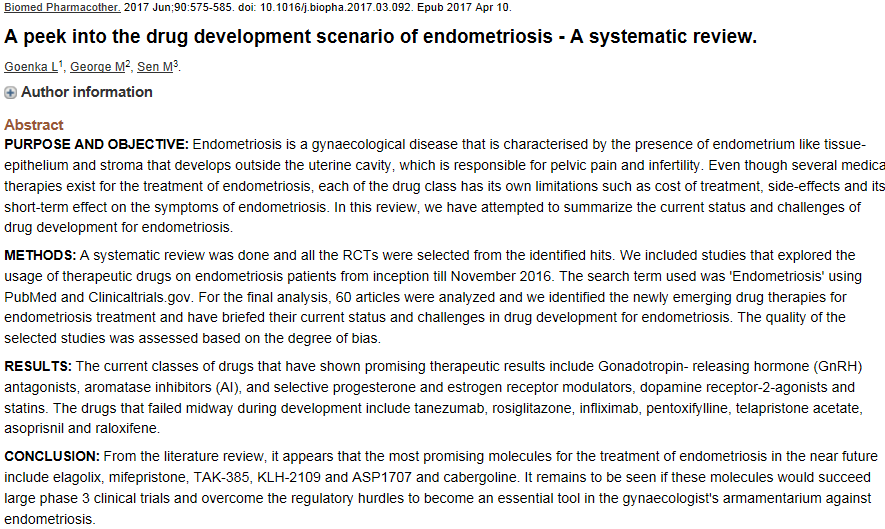 Biomed Pharmacother. 2017 Jun;90:575-585. doi: 10.1016/j.biopha.2017.03.092. Epub 2017 Apr 10.
A peek into the drug development scenario of endometriosis - A systematic review.
Goenka L1, George M2, Sen M3.
Author information
Abstract
PURPOSE AND OBJECTIVE: Endometriosis is a gynaecological disease that is characterised by the presence of endometrium like tissue-
epithelium and stroma that develops outside the uterine cavity, which is responsible for pelvic pain and infertility. Even though several medica
therapies exist for the treatment of endometriosis, each of the drug class has its own limitations such as cost of treatment, side-effects and its
short-term effect on the symptoms of endometriosis. In this review, we have attempted to summarize the current status and challenges of
drug development for endometriosis.
METHODS: A systematic review was done and all the RCTs were selected from the identified hits. We included studies that explored the
usage of therapeutic drugs on endometriosis patients from inception till November 2016. The search term used was 'Endometriosis' using
PubMed and Clinicaltrials.gov. For the final analysis, 60 articles were analyzed and we identified the newly emerging drug therapies for
endometriosis treatment and have briefed their current status and challenges in drug development for endometriosis. The quality of the
selected studies was assessed based on the degree of bias.
RESULTS: The current classes of drugs that have shown promising therapeutic results include Gonadotropin- releasing hormone (GnRH)
antagonists, aromatase inhibitors (AI), and selective progesterone and estrogen receptor modulators, dopamine receptor-2-agonists and
statins. The drugs that failed midway during development include tanezumab, rosiglitazone, infliximab, pentoxifylline, telapristone acetate,
asoprisnil and raloxifene.
CONCLUSION: From the literature review, it appears that the most promising molecules for the treatment of endometriosis in the near future
include elagolix, mifepristone, TAK-385, KLH-2109 and ASP1707 and cabergoline. It remains to be seen if these molecules would succeed
large phase 3 clinical trials and overcome the regulatory hurdles to become an essential tool in the gynaecologist's armamentarium against
endometriosis.